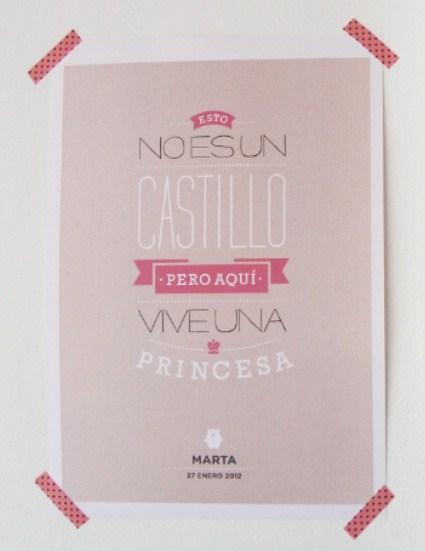 ESTO
NO ES UN
CASTILLO
·PERO AQUÍ·
VIVE UNA
PRINCESA
MARTA
27 ENERO 2012